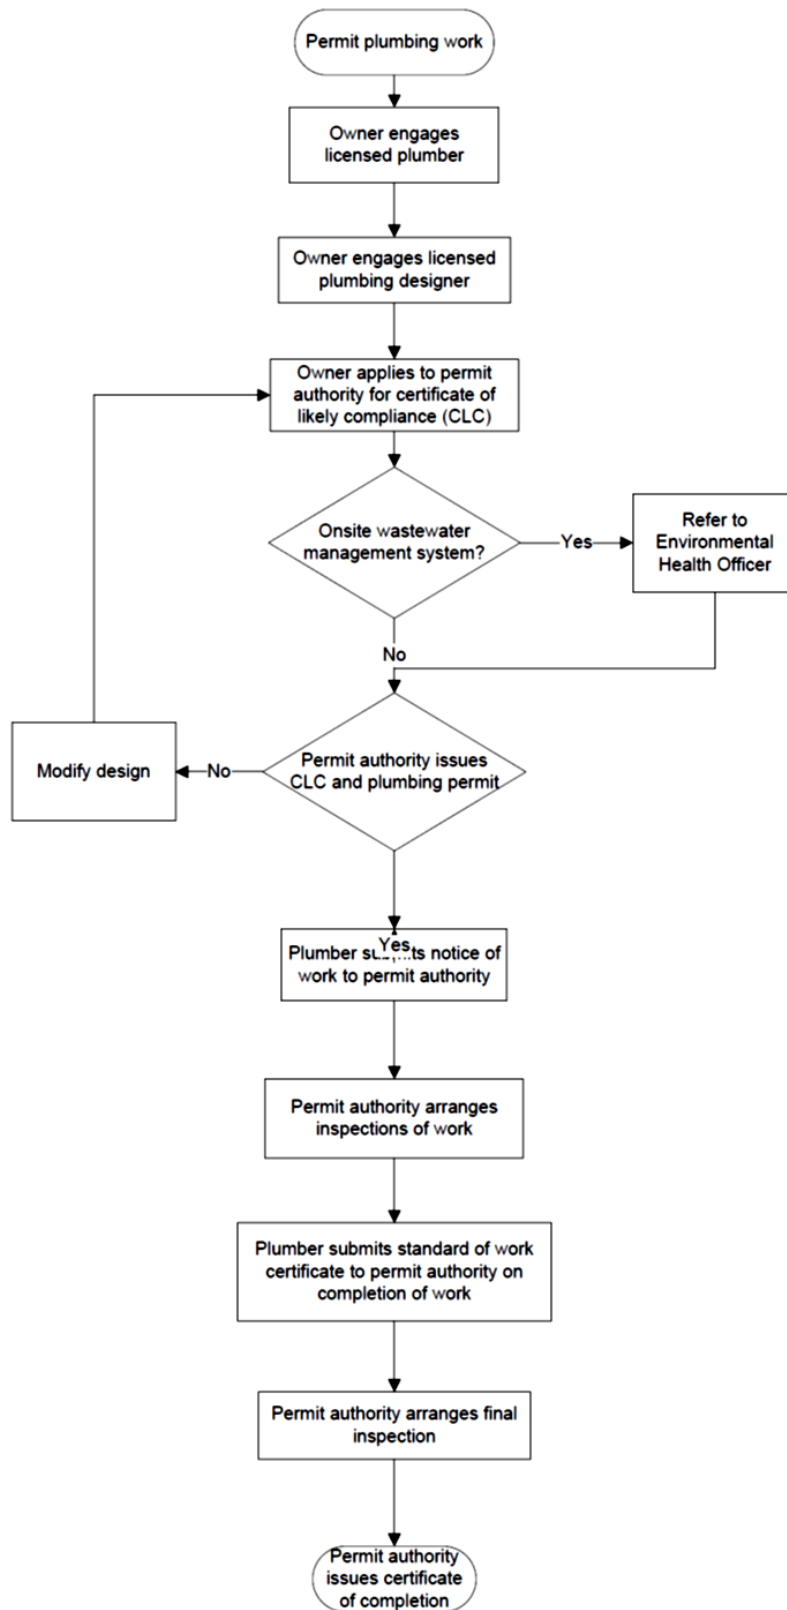 Permit plumbing work
Owner engages
licensed plumber
Owner engages licensed
plumbing designer
Owner applies to permit
authority for certificate of
likely compliance (CLC)
Onsite wastewater
management system?
Yes
Refer to
Environmental
Health Officer
No
Permit authority issues
CLC and plumbing permit
No
Modify design
Yes
Plumber submits notice of
work to permit authority
Permit authority arranges
inspections of work
Plumber submits standard of work
certificate to permit authority on
completion of work
Permit authority arranges final
inspection
Permit authority
issues certificate
of completion